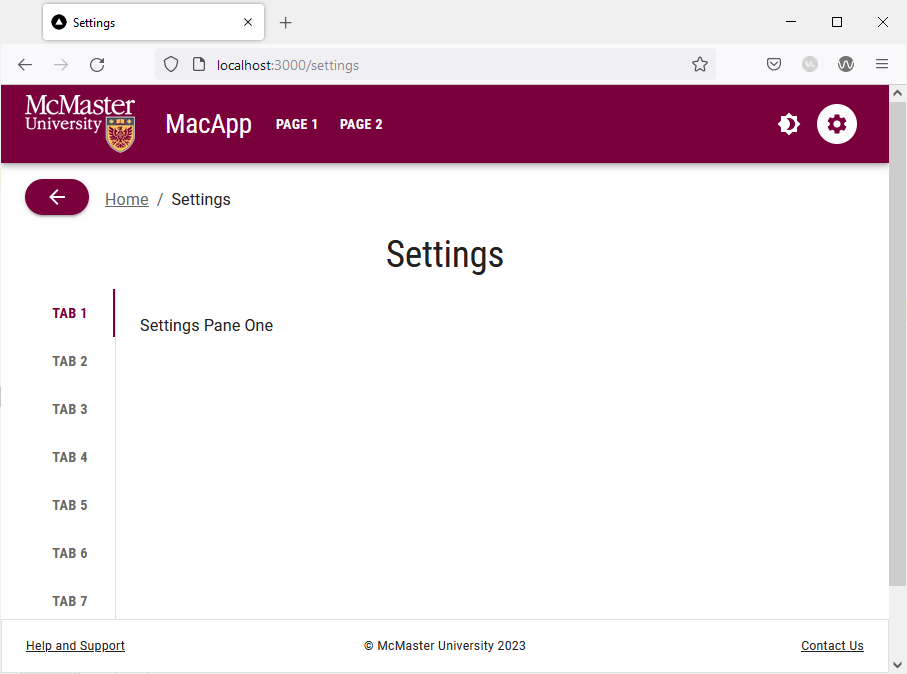 Settings
localhost:3000/settings
McMaster
University
MacApp PAGE 1 PAGE 2
Home / Settings
Settings
TAB 1
Settings Pane One
TAB 2
TAB 3
TAB 4
TAB 5
TAB 6
TAB 7
Help and Support © McMaster University 2023 Contact Us